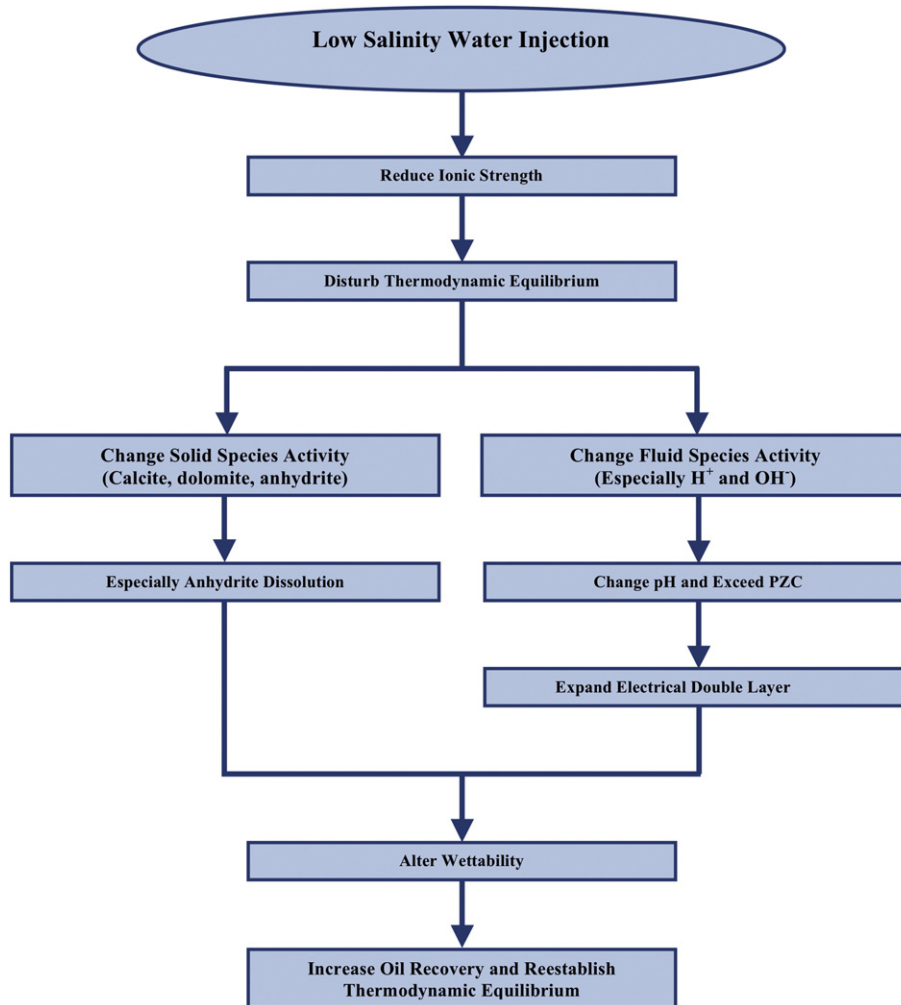 Low Salinity Water Injection
Reduce Ionic Strength
Disturb Thermodynamic Equilibrium
Change Solid Species Activity
(Calcite, dolomite, anhydrite)
Change Fluid Species Activity
(Especially H⁺ and OH⁻)
Especially Anhydrite Dissolution
Change pH and Exceed PZC
Expand Electrical Double Layer
Alter Wettability
Increase Oil Recovery and Reestablish
Thermodynamic Equilibrium